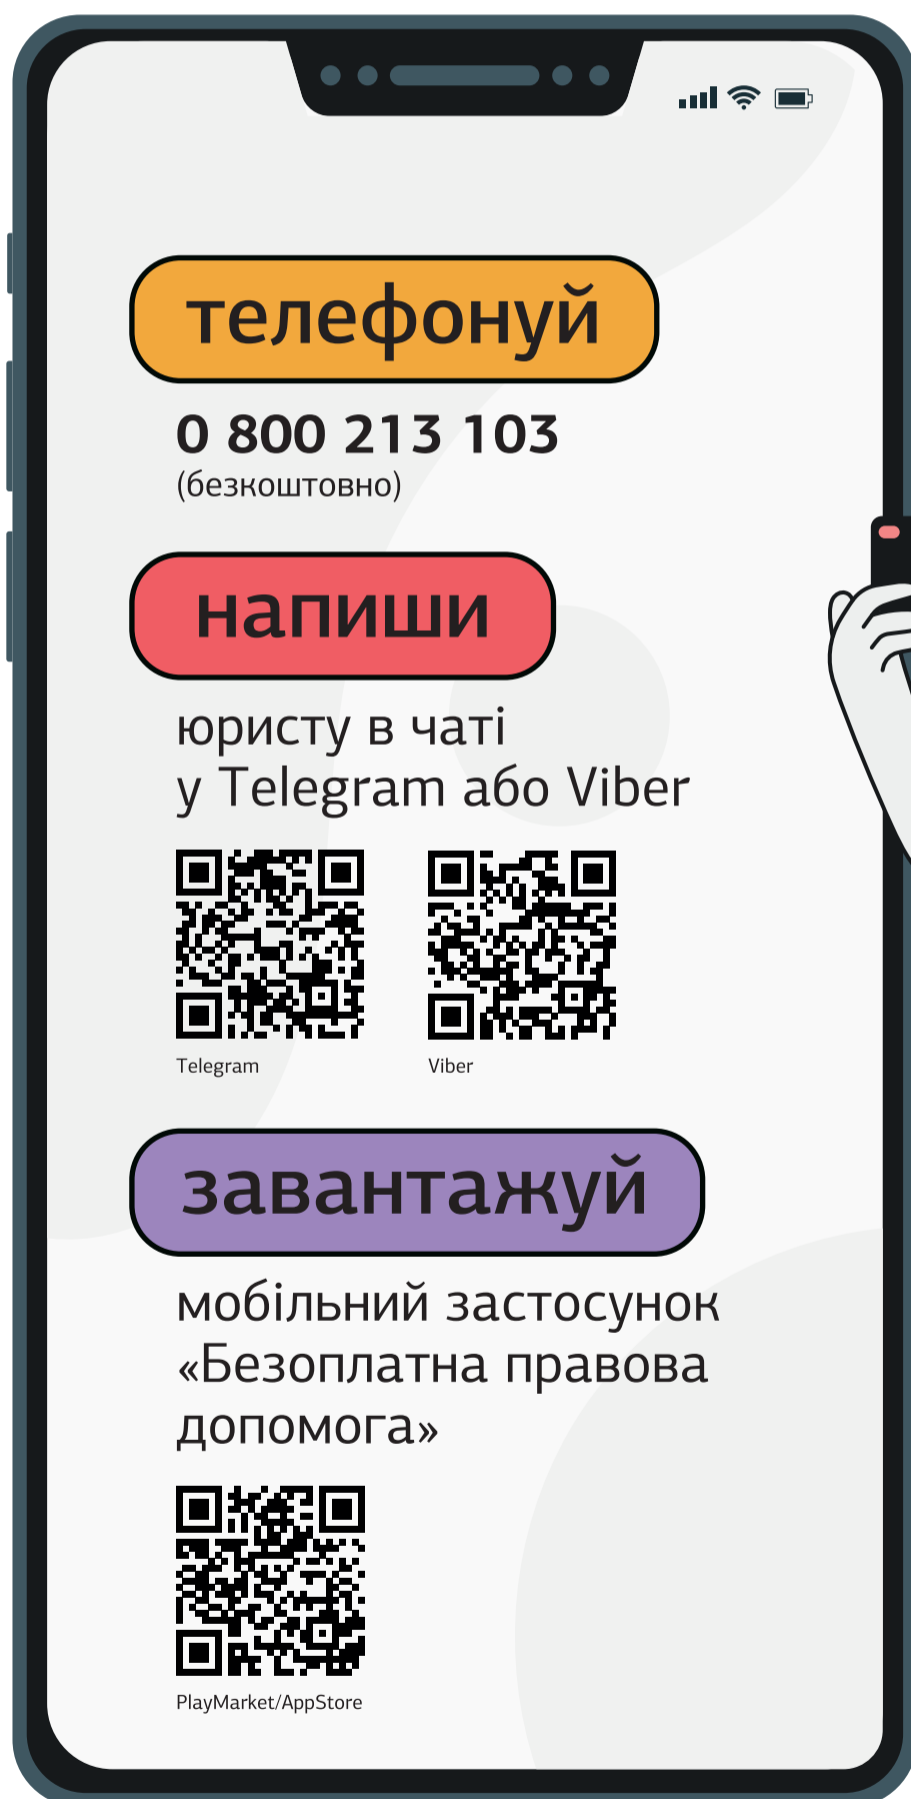 телефонуй
0 800 213 103
(безкоштовно)
напиши
юристу в чаті
у Telegram або Viber
Telegram
Viber
завантажуй
мобільний застосунок
«Безоплатна правова
допомога»
PlayMarket/AppStore